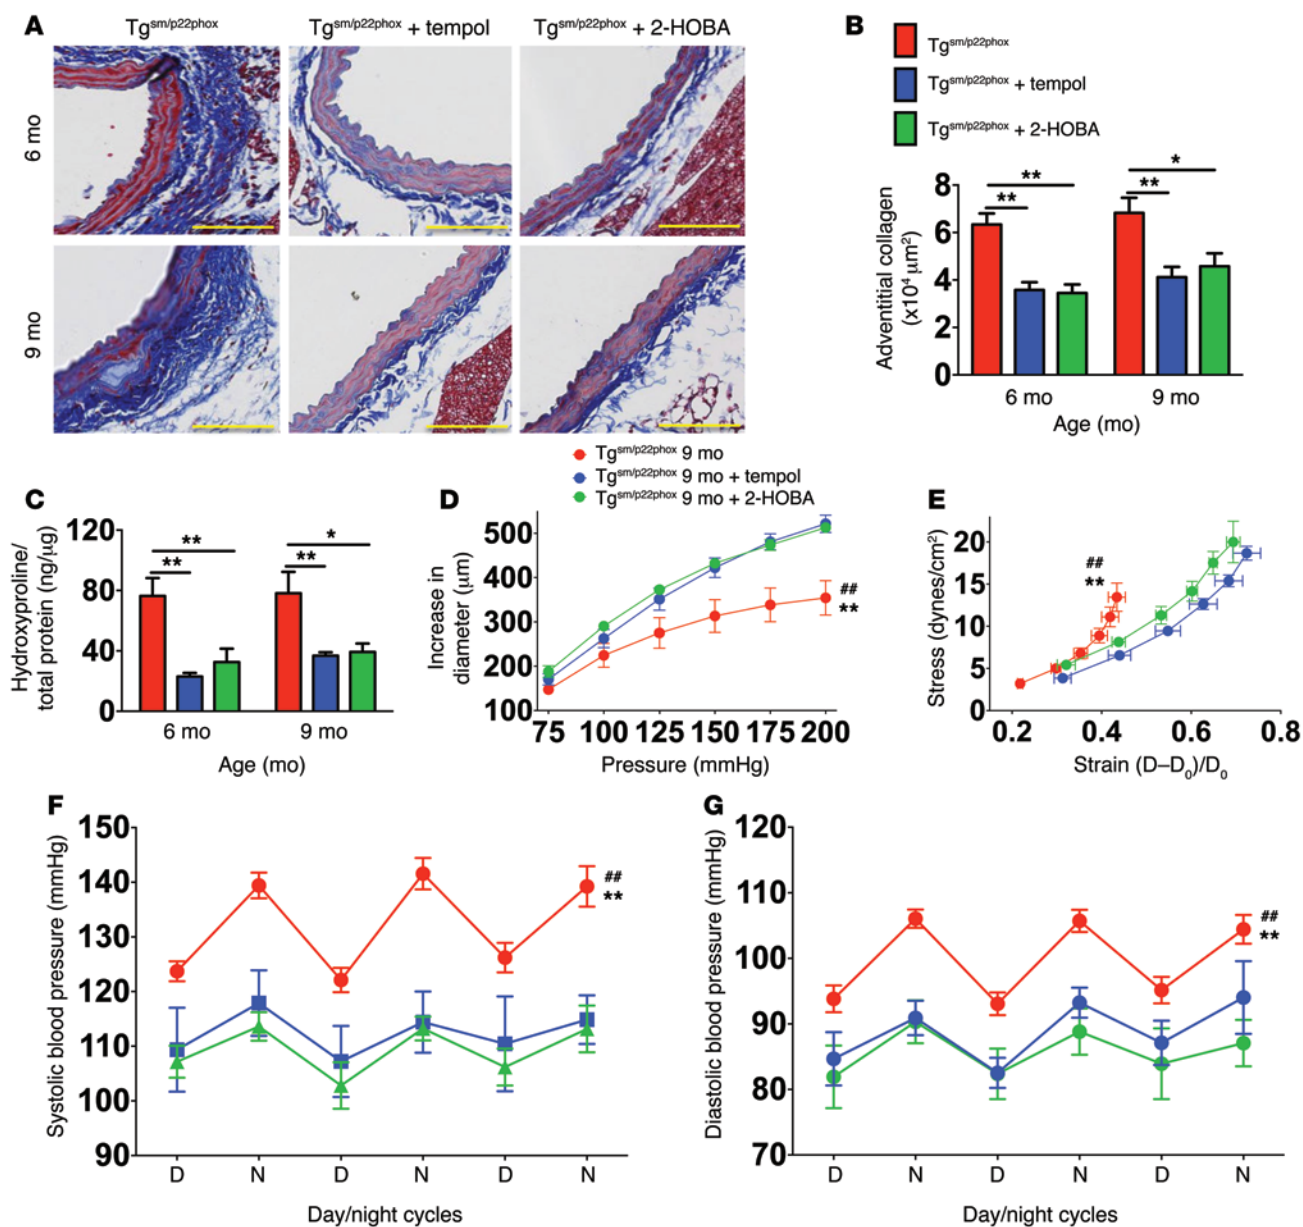 A
Tgsm/p22phox
Tgsm/p22phox + tempol
Tgsm/p22phox + 2-HOBA
6 mo
9 mo
B
Tgsm/p22phox
Tgsm/p22phox + tempol
Tgsm/p22phox + 2-HOBA
Adventitial collagen
(x10⁴ μm²)
8
6
4
2
0
**
**
**
*
6 mo
9 mo
Age (mo)
C
Hydroxyproline/
total protein (ng/μg)
120
80
40
0
**
**
**
*
6 mo
9 mo
Age (mo)
Tgsm/p22phox 9 mo
Tgsm/p22phox 9 mo + tempol
Tgsm/p22phox 9 mo + 2-HOBA
D
Increase in
diameter (μm)
500
400
300
200
100
##
**
75 100 125 150 175 200
Pressure (mmHg)
E
Stress (dynes/cm²)
20
15
10
5
0
##
**
0.2 0.4 0.6 0.8
Strain (D–D₀)/D₀
F
Systolic blood pressure (mmHg)
150
140
130
120
110
100
90
##
**
D N D N D N
Day/night cycles
G
Diastolic blood pressure (mmHg)
120
110
100
90
80
70
##
**
D N D N D N
Day/night cycles